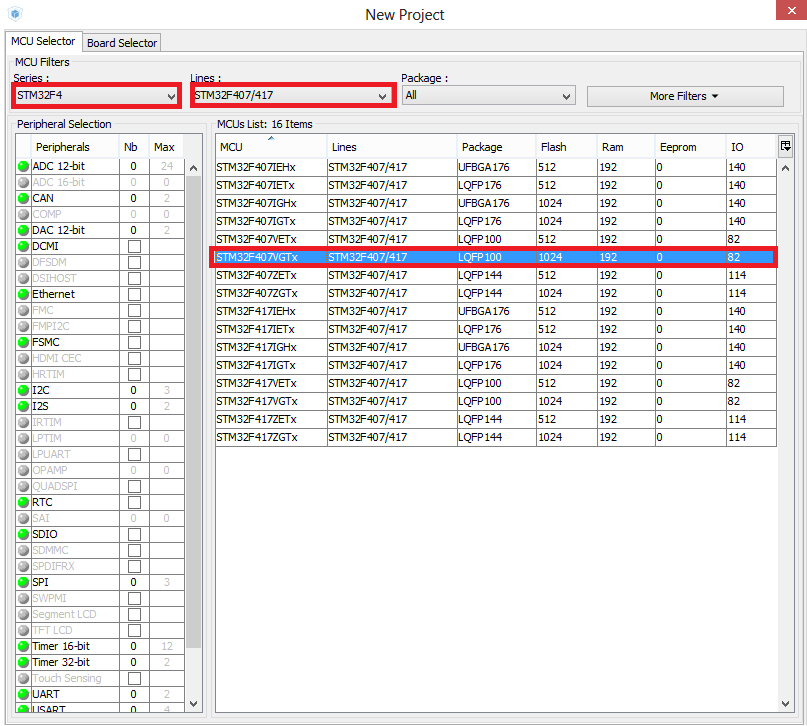 New Project
MCU Selector Board Selector
MCU Filters
Series : Lines : Package :
STM32F4 STM32F407/417 All More Filters
Peripheral Selection MCUs List: 16 Items
Peripherals Nb Max
ADC 12-bit 0 24
ADC 16-bit 0 0
CAN 0 2
COMP 0 0
DAC 12-bit 0 2
DCMI
DFSDM
DSIHOST
Ethernet
FMC
FMPI2C
FSMC
HDMI CEC
HRTIM
I2C 0 3
I2S 0 2
IRTIM
LPTIM 0 0
LPUART
OPAMP 0 0
QUADSPI
RTC
SAI 0 0
SDIO
SDMMC
SPDIFRX
SPI 0 3
SWPMI
Segment LCD
TFT LCD
Timer 16-bit 0 12
Timer 32-bit 0 2
Touch Sensing
UART 0 2
USART 0 4
MCU Lines Package Flash Ram Eeprom IO
STM32F407IEHx STM32F407/417 UFBGA176 512 192 0 140
STM32F407IETx STM32F407/417 LQFP176 512 192 0 140
STM32F407IGHx STM32F407/417 UFBGA176 1024 192 0 140
STM32F407IGTx STM32F407/417 LQFP176 1024 192 0 140
STM32F407VETx STM32F407/417 LQFP100 512 192 0 82
STM32F407VGTx STM32F407/417 LQFP100 1024 192 0 82
STM32F407ZETx STM32F407/417 LQFP144 512 192 0 114
STM32F407ZGTx STM32F407/417 LQFP144 1024 192 0 114
STM32F417IEHx STM32F407/417 UFBGA176 512 192 0 140
STM32F417IETx STM32F407/417 LQFP176 512 192 0 140
STM32F417IGHx STM32F407/417 UFBGA176 1024 192 0 140
STM32F417IGTx STM32F407/417 LQFP176 1024 192 0 140
STM32F417VETx STM32F407/417 LQFP100 512 192 0 82
STM32F417VGTx STM32F407/417 LQFP100 1024 192 0 82
STM32F417ZETx STM32F407/417 LQFP144 512 192 0 114
STM32F417ZGTx STM32F407/417 LQFP144 1024 192 0 114